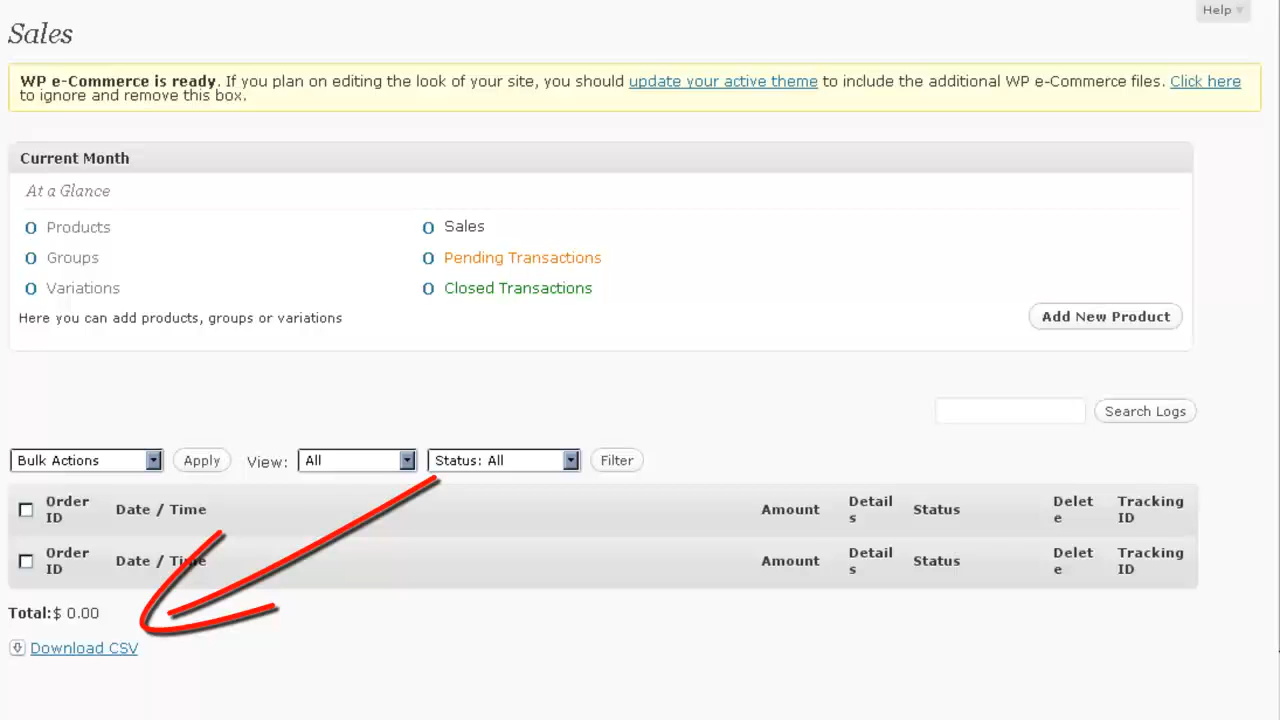 Help
Sales
WP e-Commerce is ready. If you plan on editing the look of your site, you should update your active theme to include the additional WP e-Commerce files. Click here
to ignore and remove this box.
Current Month
At a Glance
0 Products 0 Sales
0 Groups 0 Pending Transactions
0 Variations 0 Closed Transactions
Here you can add products, groups or variations
Add New Product
Search Logs
Bulk Actions Apply View: All Status: All Filter
Order Detail Delet Tracking
ID Date / Time Amount s Status e ID
Order Detail Delet Tracking
ID Date / Time Amount s Status e ID
Total:$ 0.00
Download CSV